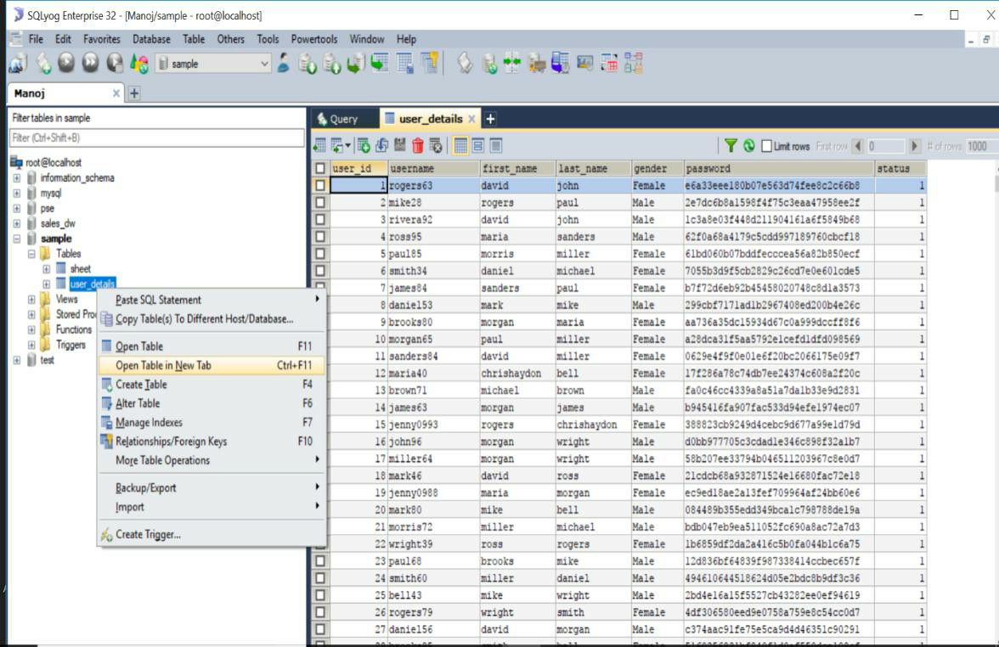 SQLyog Enterprise 32 - [Manoj/sample - root@localhost]
File Edit Favorites Database Table Others Tools Powertools Window Help
sample
Manoj
Filter tables in sample
Filter (Ctrl+Shift+B)
root@localhost
information_schema
mysql
pse
sales_dw
sample
Tables
sheet
user_details
Views
Stored Proc
Functions
Triggers
test
Paste SQL Statement
Copy Table(s) To Different Host/Database...
Open Table F11
Open Table in New Tab Ctrl+F11
Create Table F4
Alter Table F6
Manage Indexes F7
Relationships/Foreign Keys F10
More Table Operations
Backup/Export
Import
Create Trigger...
Query user_details
Limit rows First row 0 # of rows 1000
user_id username first_name last_name gender password status
1 rogers63 david john Female e6a33eee180b07e563d74fee8c2c66b8 1
2 mike28 rogers paul Male 2e7dc6b8a1598f4f75c3eaa47958ee2f 1
3 rivera92 david john Male 1c3a8e03f448d211904161a6f5849b68 1
4 ross95 maria sanders Male 62f0a68a4179c5cdd997189760cbcf18 1
5 paul85 morris miller Female 61bd060b07bddfecccea56a82b850ecf 1
6 smith34 daniel michael Female 7055b3d9f5cb2829c26cd7e0e601cde5 1
7 james84 sanders paul Female b7f72d6eb92b45458020748c8d1a3573 1
8 daniel53 mark mike Male 299cbf7171ad1b2967408ed200b4e26c 1
9 brooks80 morgan maria Female aa736a35dc15934d67c0a999dccff8f6 1
10 morgan65 paul miller Female a28dca31f5aa5792e1cefd1dfd098569 1
11 sanders84 david miller Female 0629e4f9f0e01e6f20bc2066175e09f7 1
12 maria40 chrishaydon bell Female 17f286a78c74db7ee24374c608a2f20c 1
13 brown71 michael brown Male fa0c46cc4339a8a51a7da1b33e9d2831 1
14 james63 morgan james Male b945416fa907fac533d94efe1974ec07 1
15 jenny0993 rogers chrishaydon Female 388823cb9249d4cebc9d677a99e1d79d 1
16 john96 morgan wright Male d0bb977705c3cdad1e346c898f32a1b7 1
17 miller64 morgan wright Male 58b207ee33794b046511203967c8e0d7 1
18 mark46 david ross Female 21cdcb68a932871524e16680fac72e18 1
19 jenny0988 maria morgan Female ec9ed18ae2a13fef709964af24bb60e6 1
20 mark80 mike bell Male 084489b355edd349bca1c798788de19a 1
21 morris72 miller michael Male bdb047eb9ea511052fc690a8ac72a7d3 1
22 wright39 ross rogers Female 1b6859df2da2a416c5b0fa044b1c6a75 1
23 paul68 brooks mike Male 12d836bf64839f987338414ccbec657f 1
24 smith60 miller daniel Male 494610644518624d05e2bdc8b9df3c36 1
25 bell43 mike wright Male 2bd4e16a15f5527cb43282ee0ef94619 1
26 rogers79 wright smith Female 4df306580eed9e0758a759e8c54cc0d7 1
27 daniel56 david morgan Male c374aac91fe75e5ca9d4d46351c90291 1